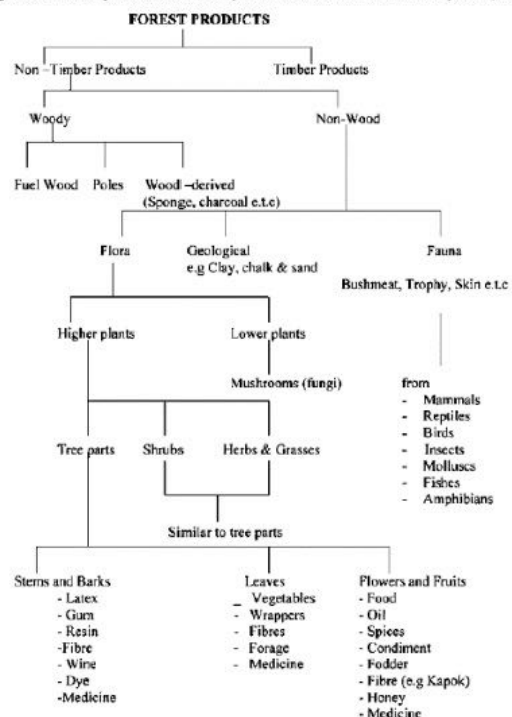 FOREST PRODUCTS
Non –Timber Products Timber Products
Woody Non-Wood
Fuel Wood Poles Wood –derived
(Sponge, charcoal e.t.c)
Flora Geological Fauna
e.g Clay, chalk & sand
Bushmeat, Trophy, Skin e.t.c
Higher plants Lower plants
Mushrooms (fungi) from
- Mammals
- Reptiles
- Birds
- Insects
- Molluscs
- Fishes
- Amphibians
Tree parts Shrubs Herbs & Grasses
Similar to tree parts
Stems and Barks
- Latex
- Gum
- Resin
-Fibre
- Wine
- Dye
-Medicine
Leaves
_ Vegetables
- Wrappers
- Fibres
- Forage
- Medicine
Flowers and Fruits
- Food
- Oil
- Spices
- Condiment
- Fodder
- Fibre (e.g Kapok)
- Honey
- Medicine